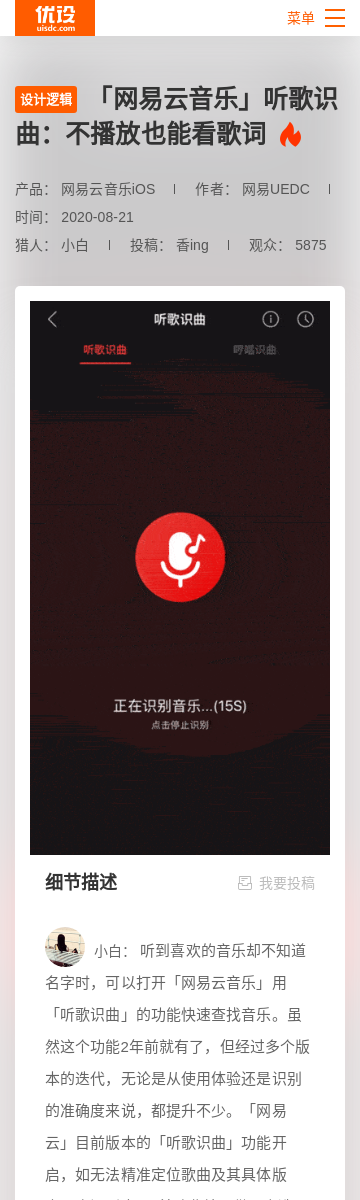 优设
uisdc.com
菜单
设计逻辑 「网易云音乐」听歌识
曲：不播放也能看歌词
产品： 网易云音乐iOS 作者： 网易UEDC
时间： 2020-08-21
猎人： 小白 投稿： 香ing 观众： 5875
听歌识曲
听歌识曲 哼唱识曲
正在识别音乐...(15S)
点击停止识别
细节描述 我要投稿
小白： 听到喜欢的音乐却不知道
名字时，可以打开「网易云音乐」用
「听歌识曲」的功能快速查找音乐。虽
然这个功能2年前就有了，但经过多个版
本的迭代，无论是从使用体验还是识别
的准确度来说，都提升不少。「网易
云」目前版本的「听歌识曲」功能开
启，如无法精准定位歌曲及其具体版